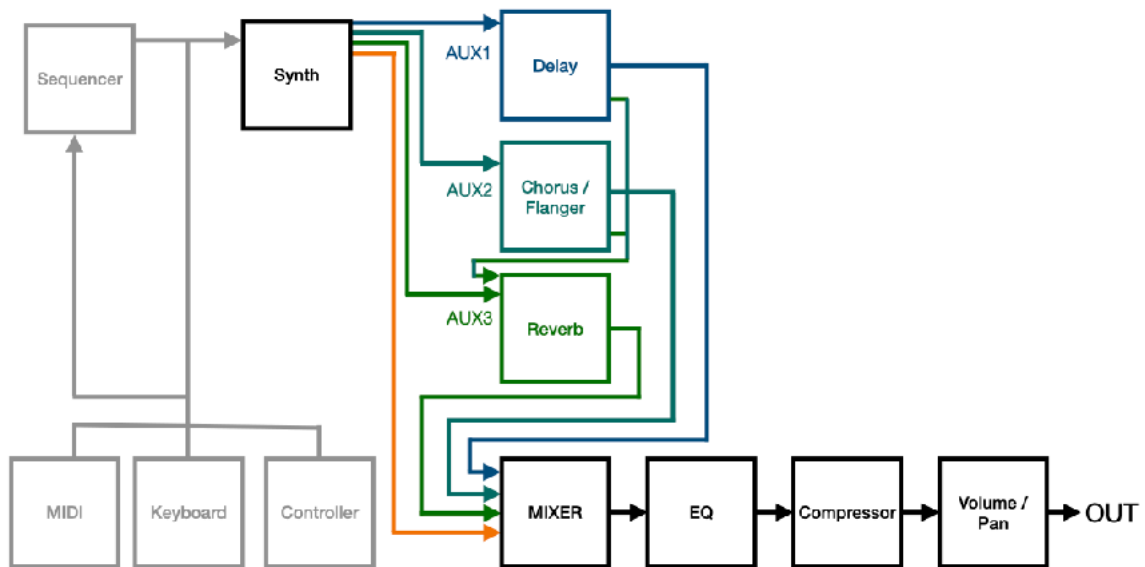 Sequencer
Synth
AUX1
Delay
AUX2
Chorus /
Flanger
AUX3
Reverb
MIDI
Keyboard
Controller
MIXER
EQ
Compressor
Volume /
Pan
OUT